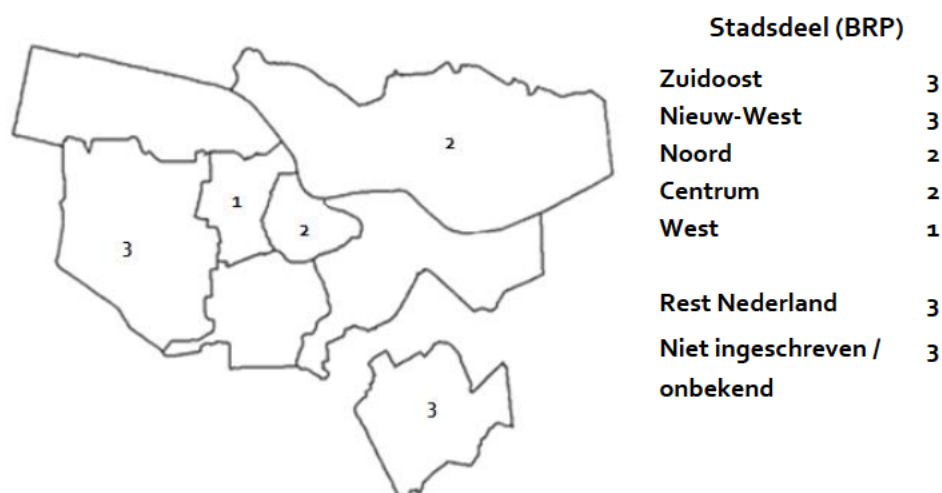 Stadsdeel (BRP)
Zuidoost 3
Nieuw-West 3
Noord 2
Centrum 2
West 1
Rest Nederland 3
Niet ingeschreven / 3
onbekend
2
1
2
3
3